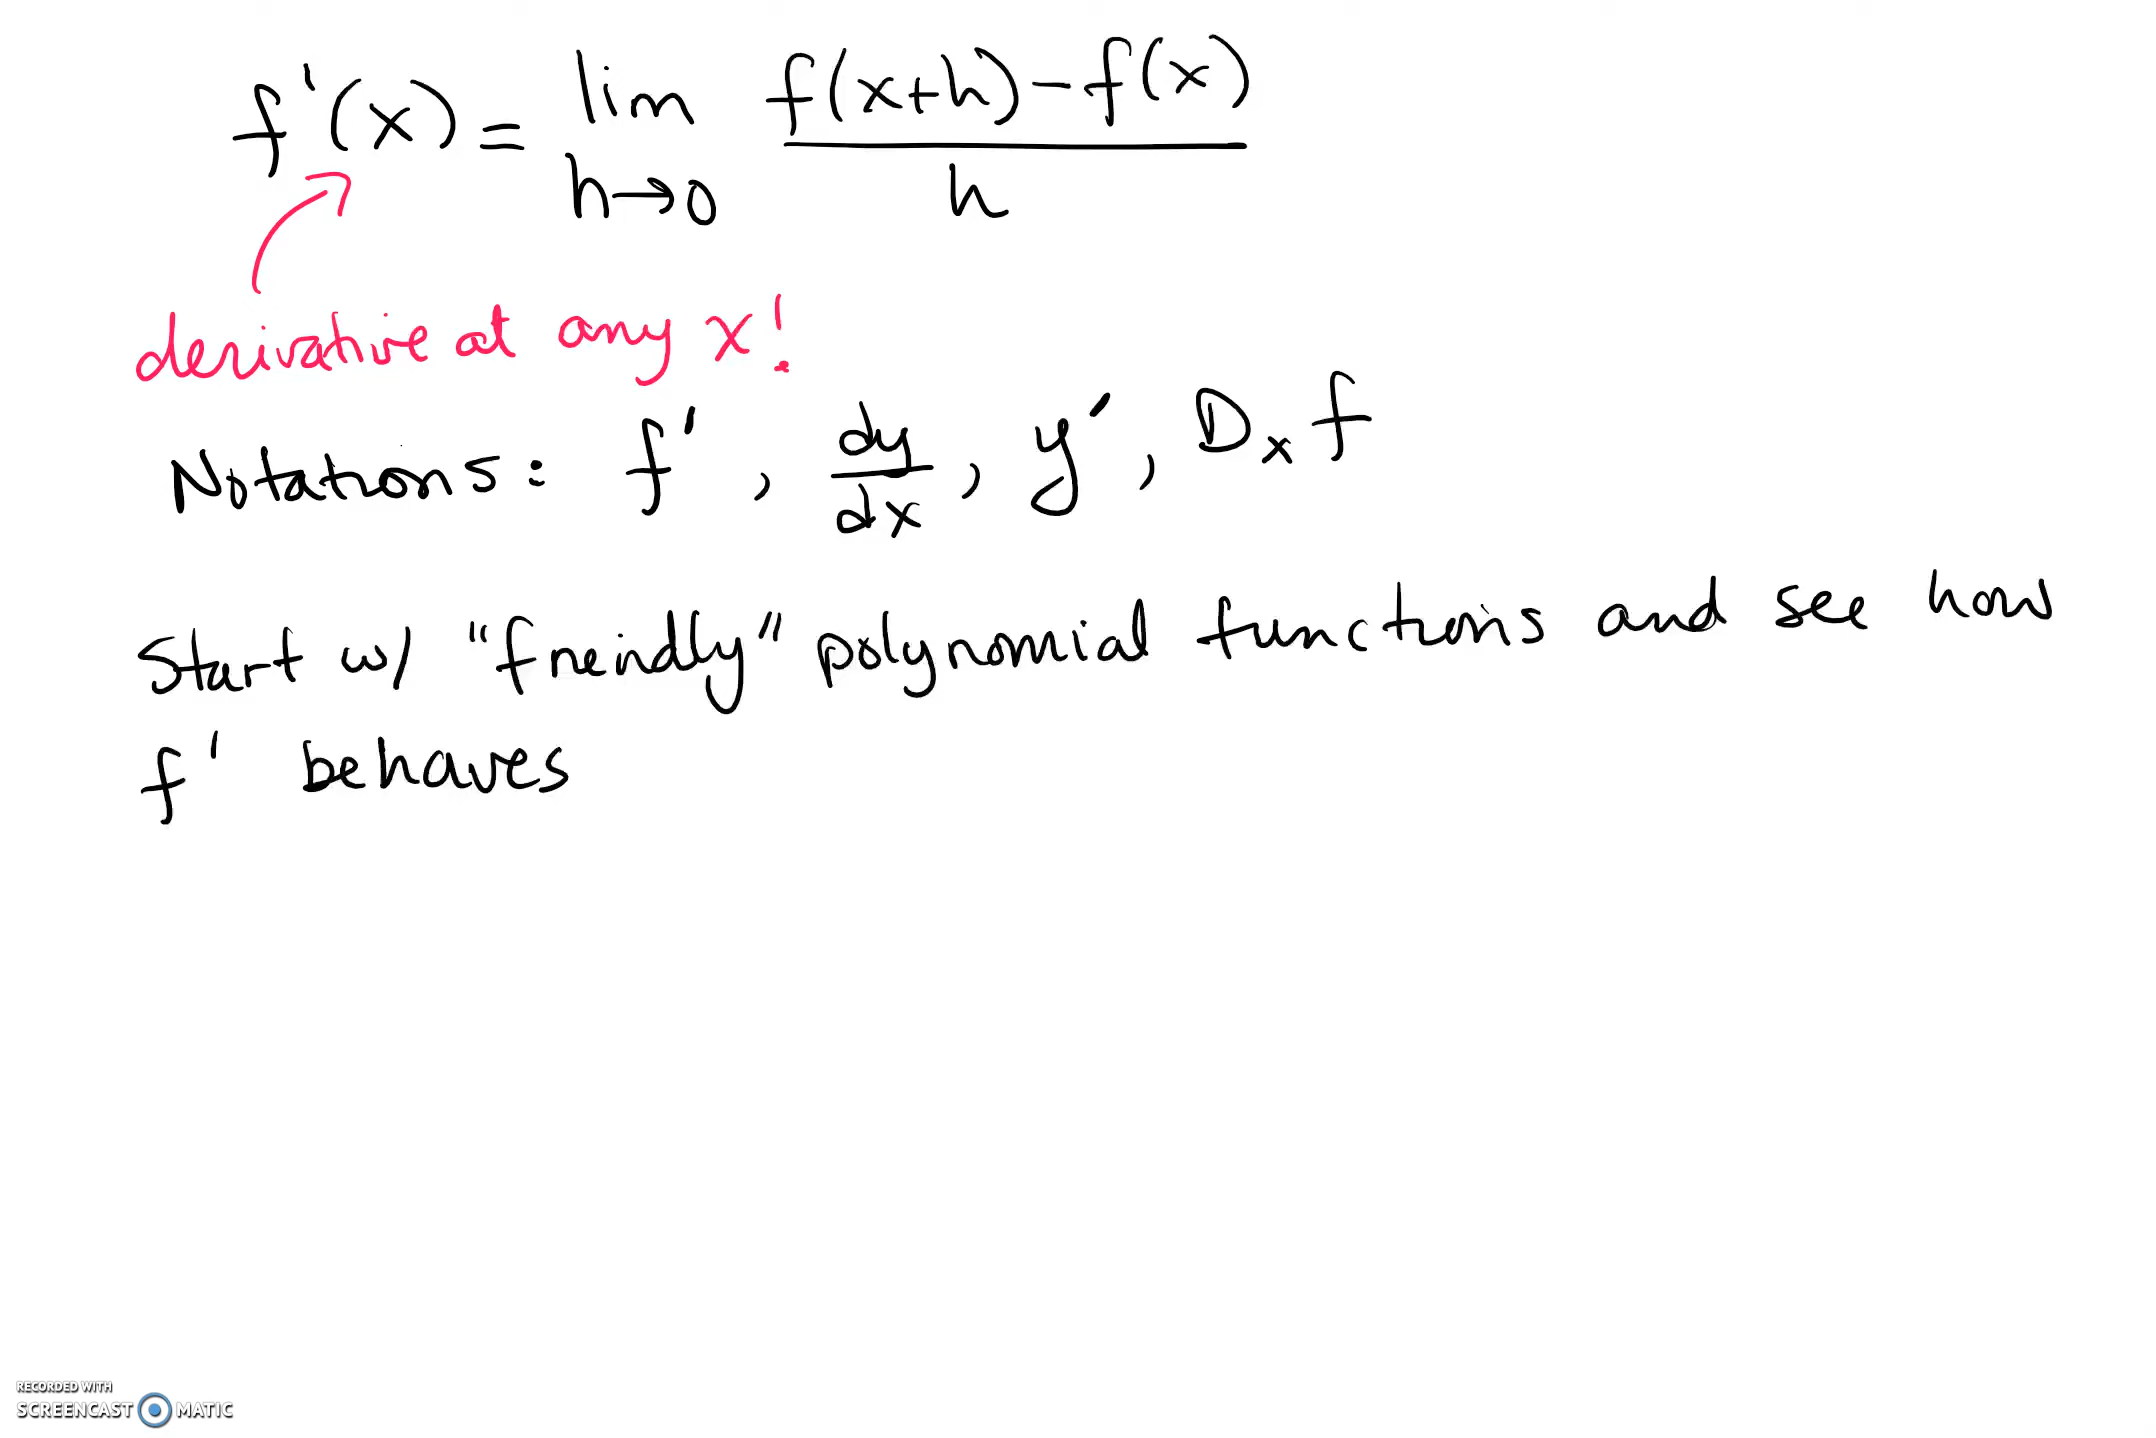 f'(x) = lim h→0 f(x+h) - f(x) / h
derivative at any x!
Notations: f', dy/dx, y', Dₓf
Start w/ "freindly" polynomial functions and see how
f' behaves
RECORDED WITH
SCREENCAST MATIC